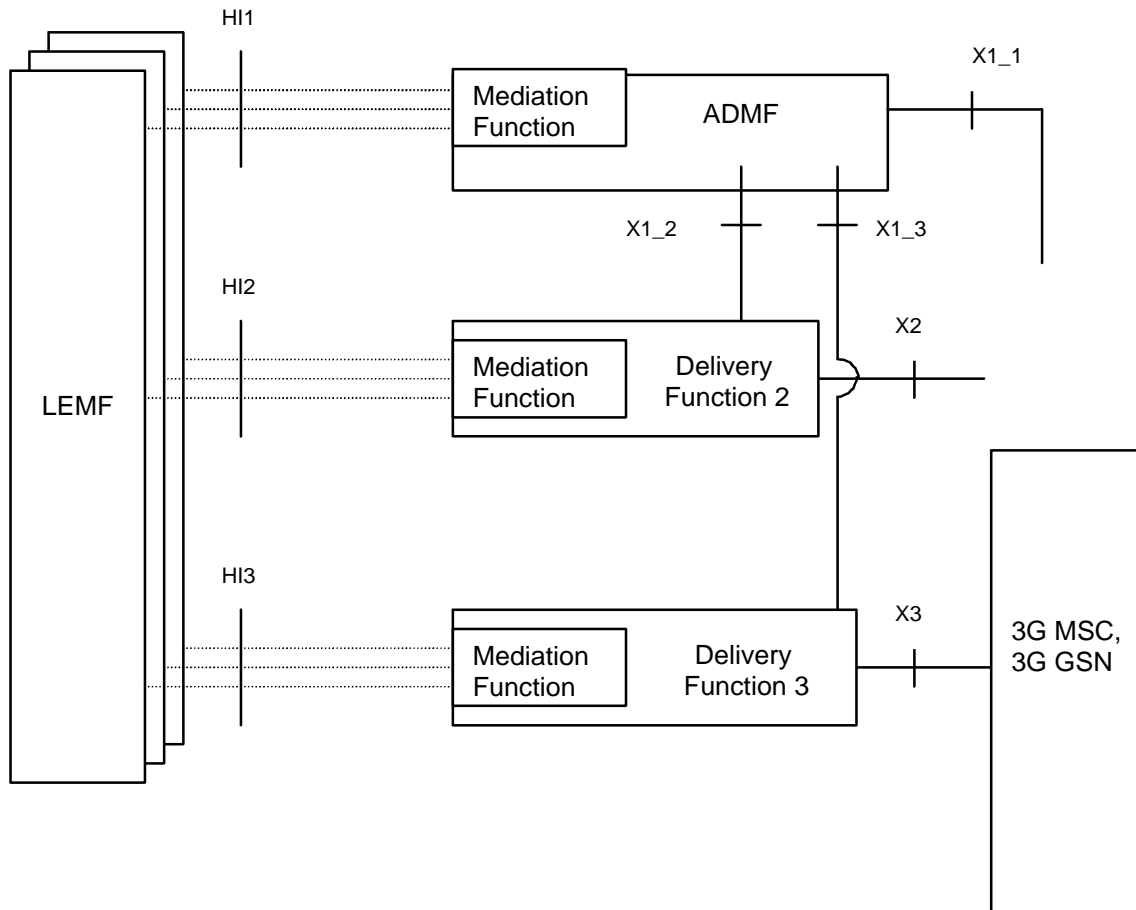 HI1
X1_1
Mediation
Function
ADMF
X1_2
X1_3
HI2
X2
Mediation
Function
Delivery
Function 2
LEMF
HI3
X3
Mediation
Function
Delivery
Function 3
3G MSC,
3G GSN